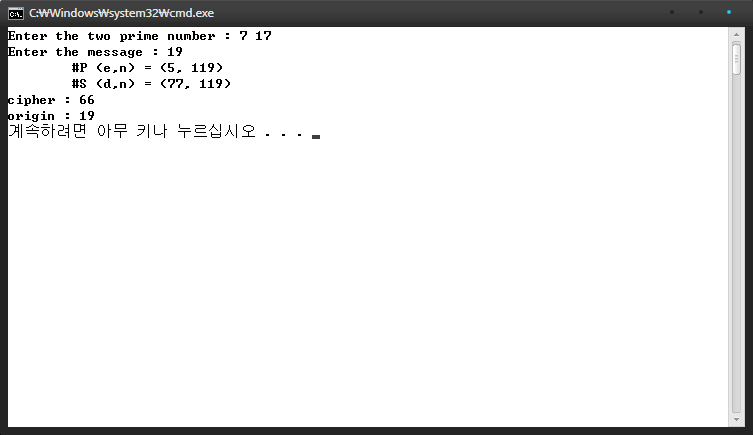 C:₩Windows₩system32₩cmd.exe
Enter the two prime number : 7 17
Enter the message : 19
#P (e,n) = (5, 119)
#S (d,n) = (77, 119)
cipher : 66
origin : 19
계속하려면 아무 키나 누르십시오 . . .